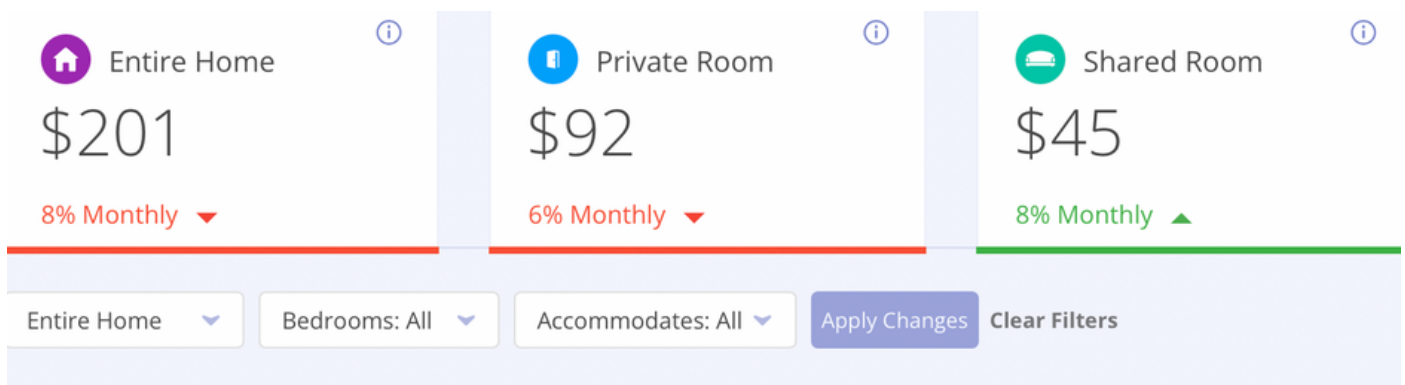 Entire Home
$201
8% Monthly
Private Room
$92
6% Monthly
Shared Room
$45
8% Monthly
Entire Home
Bedrooms: All
Accommodates: All
Apply Changes
Clear Filters